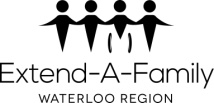 Extend-A-Family
WATERLOO REGION